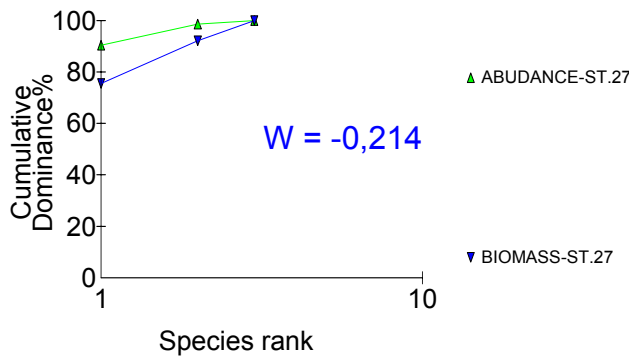 100
80
60
40
20
0
Cumulative
Dominance%
1
10
Species rank
W = -0,214
ABUDANCE-ST.27
BIOMASS-ST.27